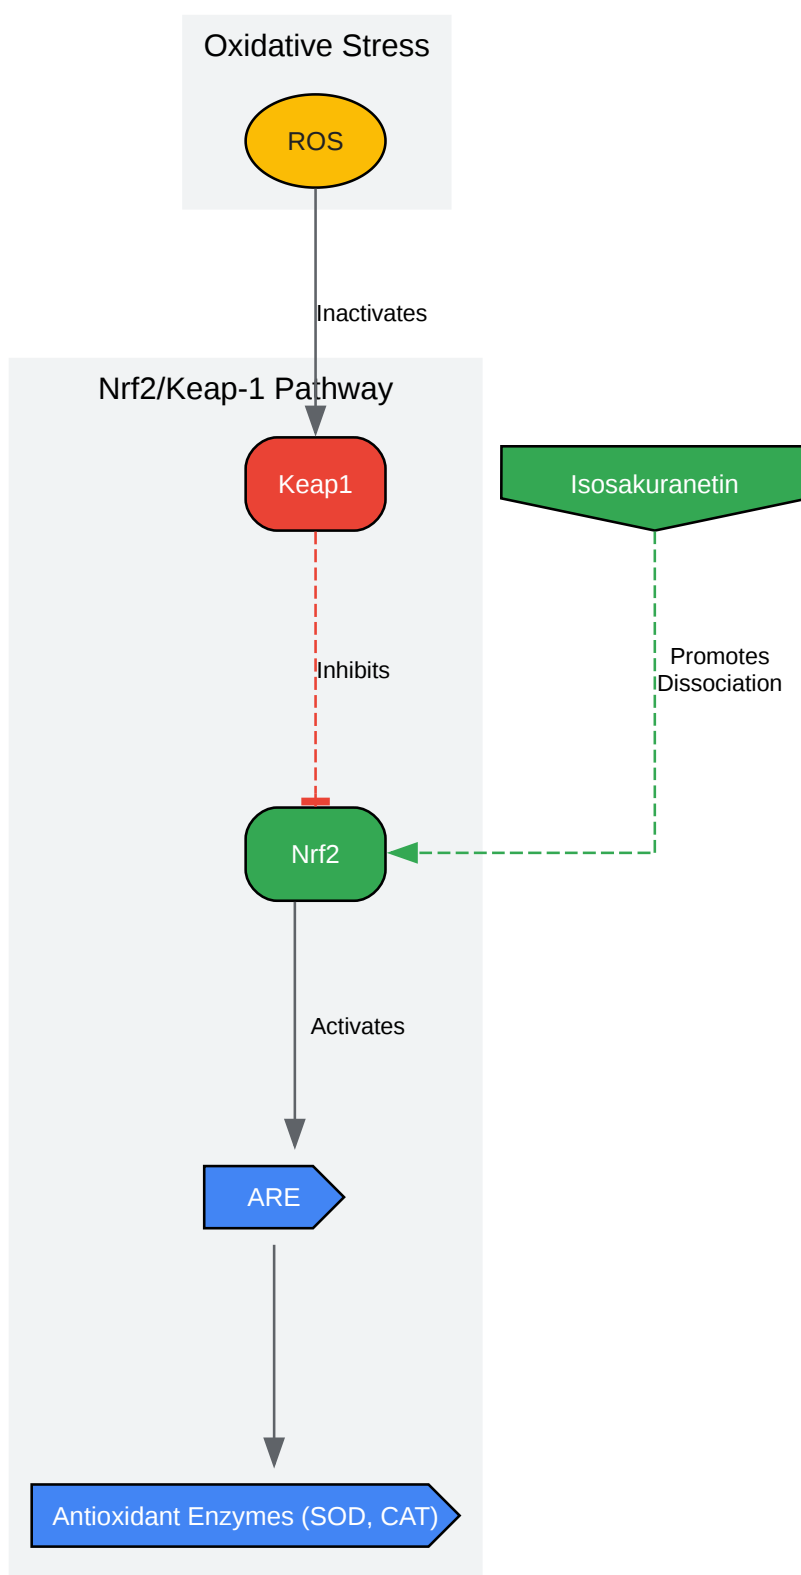 Oxidative Stress
ROS
Inactivates
Nrf2/Keap-1 Pathway
Keap1
Isosakuranetin
Inhibits
Promotes
Dissociation
Nrf2
Activates
ARE
Antioxidant Enzymes (SOD, CAT)